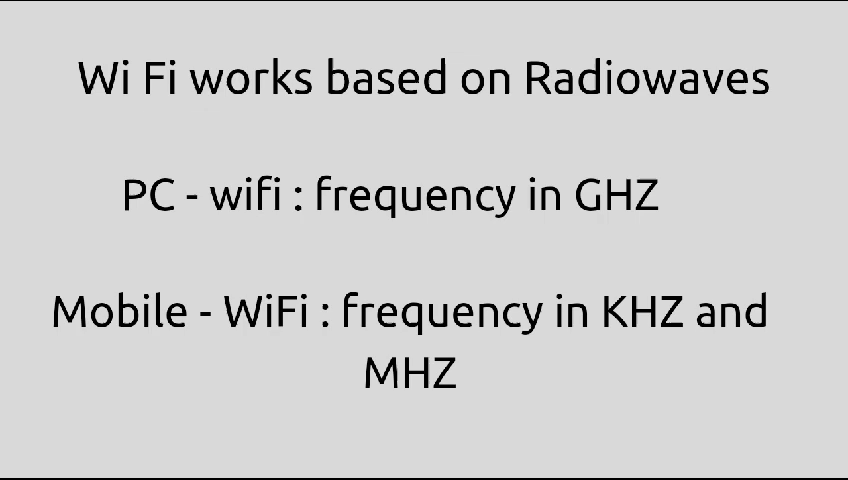 Wi Fi works based on Radiowaves
PC - wifi : frequency in GHZ
Mobile - WiFi : frequency in KHZ and
MHZ